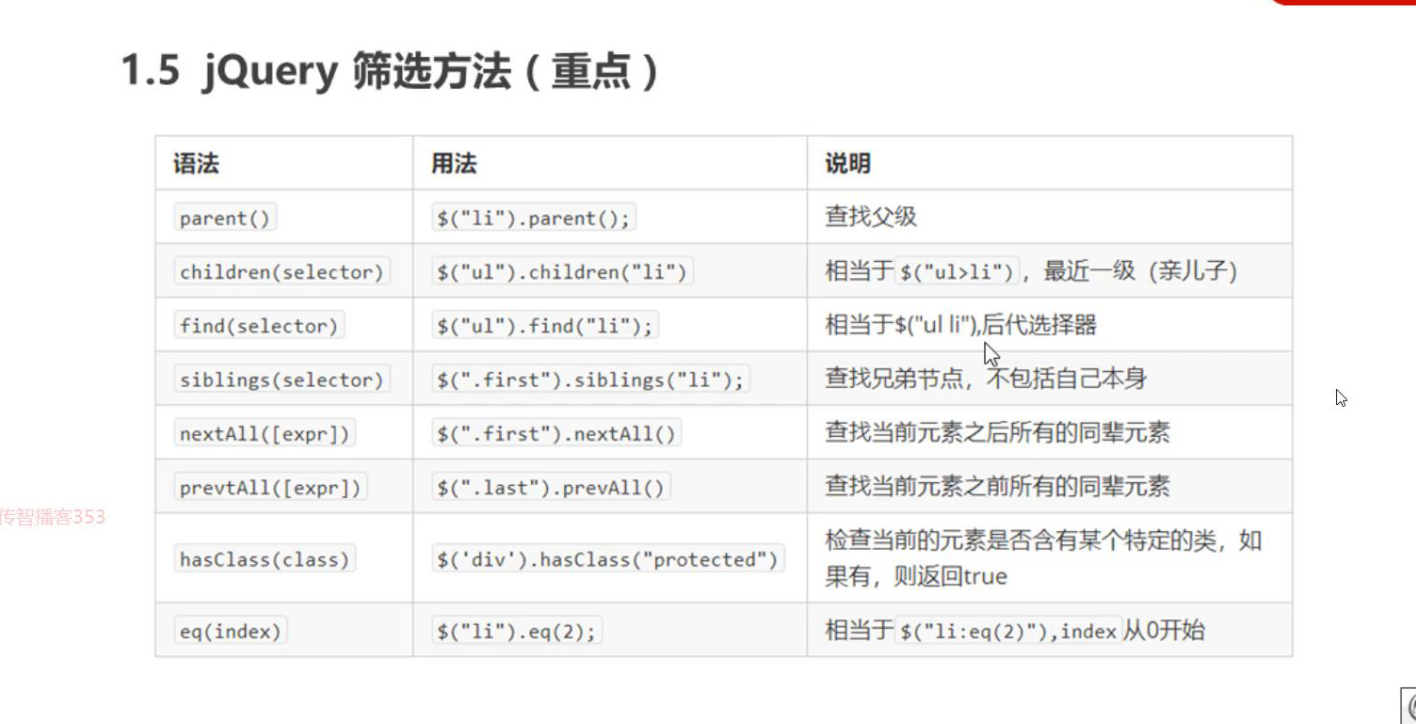 1.5 jQuery 筛选方法（重点）
语法 用法 说明
parent() $("li").parent(); 查找父级
children(selector) $("ul").children("li") 相当于$("ul>li")，最近一级（亲儿子）
find(selector) $("ul").find("li"); 相当于$("ul li"),后代选择器
siblings(selector) $(".first").siblings("li"); 查找兄弟节点，不包括自己本身
nextAll([expr]) $(".first").nextAll() 查找当前元素之后所有的同辈元素
prevtAll([expr]) $(".last").prevAll() 查找当前元素之前所有的同辈元素
传智播客353
hasClass(class) $('div').hasClass("protected") 检查当前的元素是否含有某个特定的类，如
果有，则返回true
eq(index) $("li").eq(2); 相当于$("li:eq(2)"),index从0开始